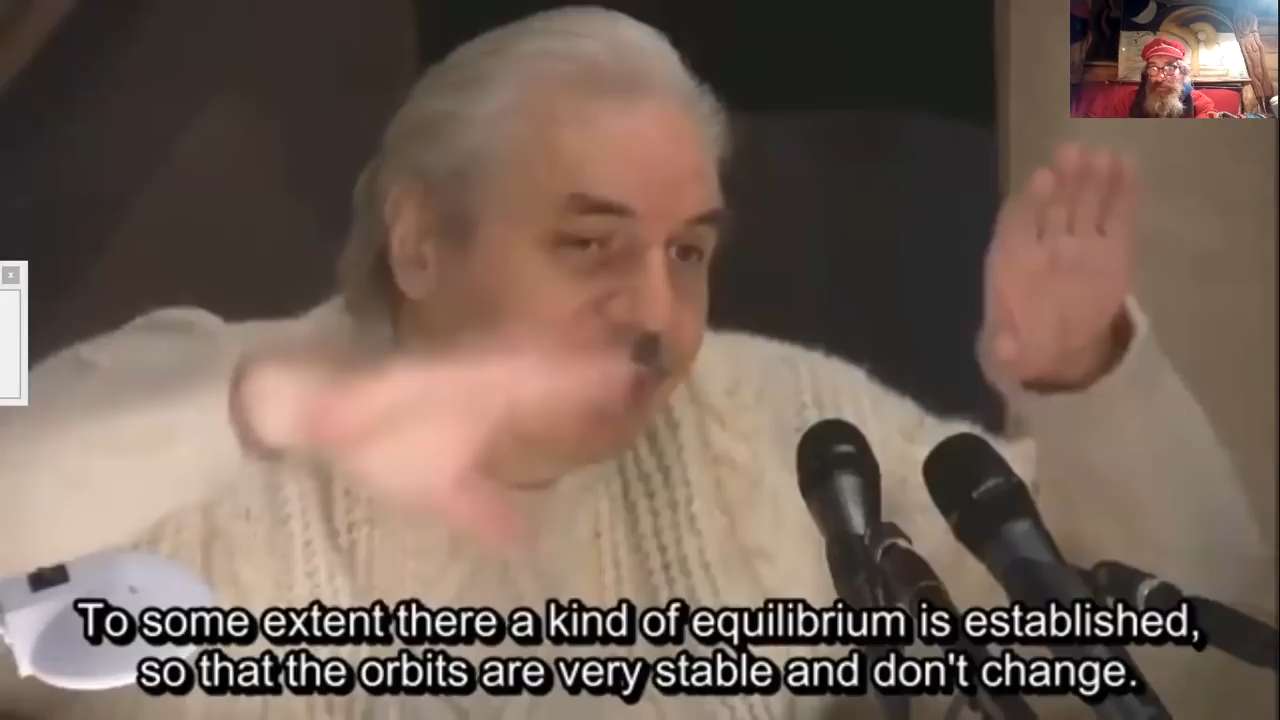 To some extent there a kind of equilibrium is established,
so that the orbits are very stable and don't change.